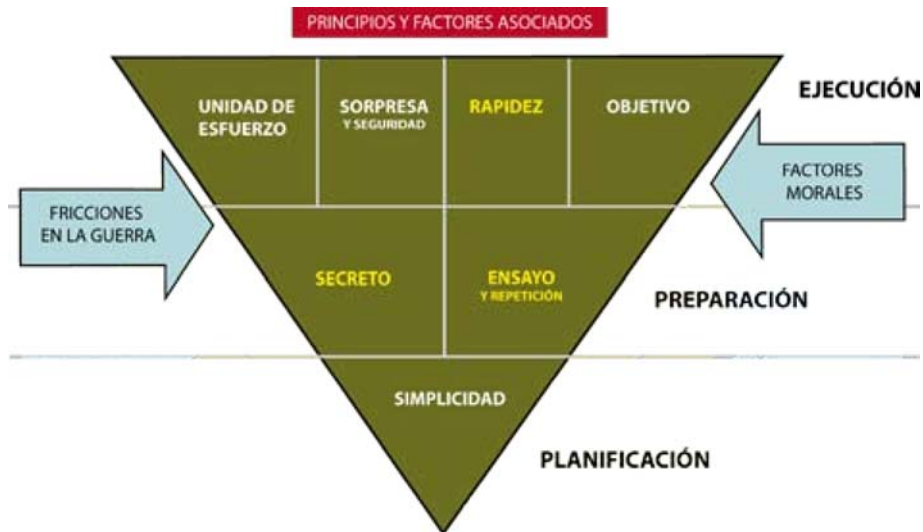 PRINCIPIOS Y FACTORES ASOCIADOS
EJECUCIÓN
UNIDAD DE
ESFUERZO
SORPRESA
Y SEGURIDAD
RAPIDEZ
OBJETIVO
FRICCIONES
EN LA GUERRA
FACTORES
MORALES
SECRETO
ENSAYO
Y REPETICIÓN
PREPARACIÓN
SIMPLICIDAD
PLANIFICACIÓN